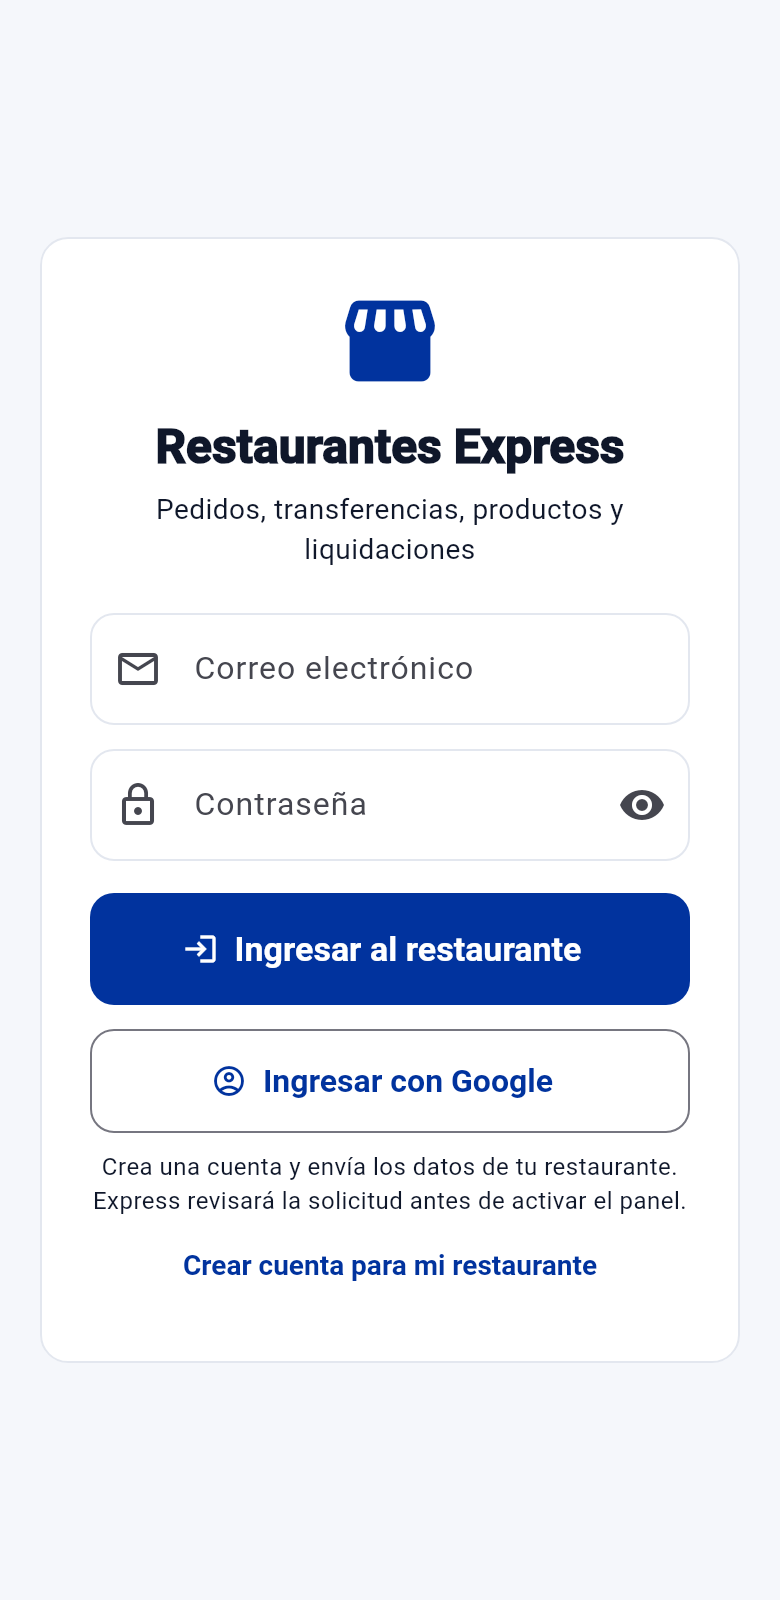 Restaurantes Express
Pedidos, transferencias, productos y
liquidaciones
Correo electrónico
Contraseña
Ingresar al restaurante
Ingresar con Google
Crea una cuenta y envía los datos de tu restaurante.
Express revisará la solicitud antes de activar el panel.
Crear cuenta para mi restaurante